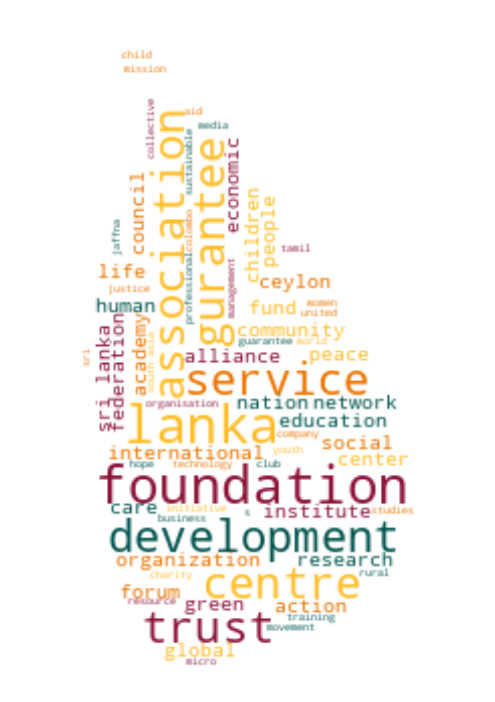 child
mission
collective
aid
media
association
gurantee
sustainable
economic
council
children
people
professional
colombo
jaffna
tamil
management
life
ceylon
justice
human
fund
women
united
community
guarantee
world
sri lanka
federation
academy
south asia
sri
alliance
peace
service
organisation
nation
network
lanka
education
company
social
international
youth
center
hope
technology
club
foundation
care
initiative
s
institute
studies
business
development
organization
research
charity
centre
rural
forum
resource
green
action
trust
training
movement
global
micro